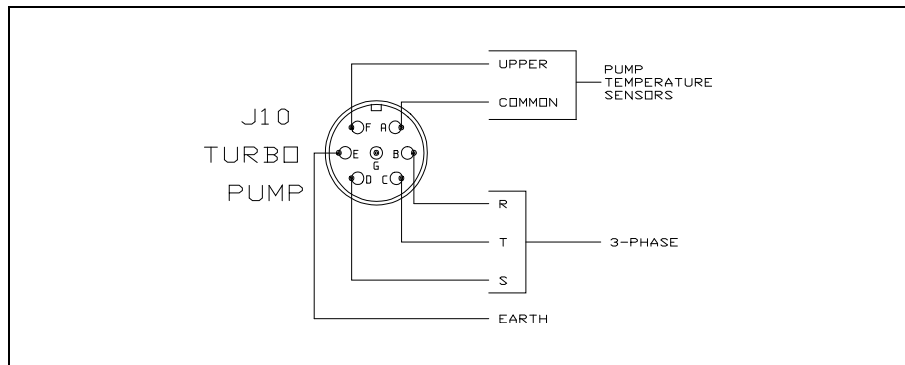 UPPER
COMMON
PUMP
TEMPERATURE
SENSORS
J10
TURBO
PUMP
F A
E B
G
D C
R
T
S
3-PHASE
EARTH